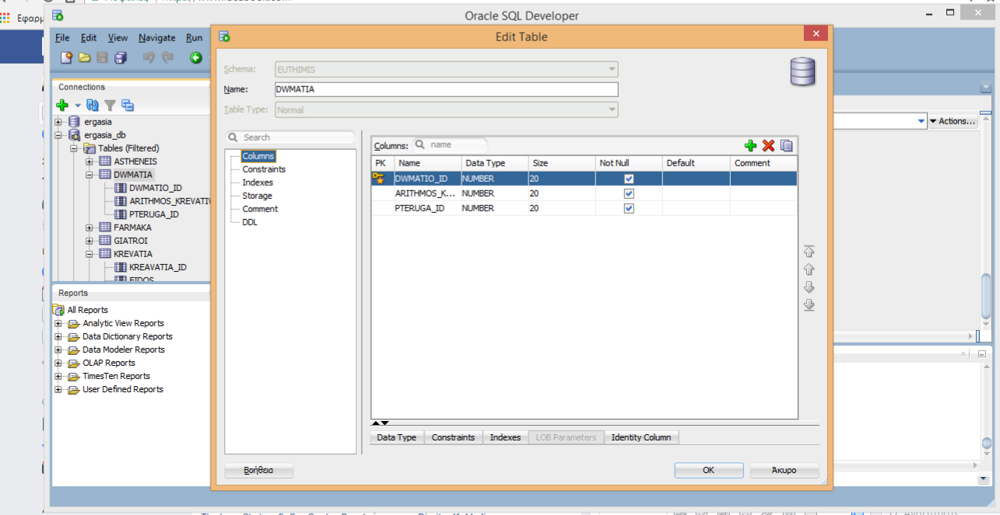 Εφαρμ
Oracle SQL Developer
File Edit View Navigate Run
Edit Table
Schema: EUTHIMIS
Name: DWMATIA
Table Type: Normal
Connections
ergasia
ergasia_db
Tables (Filtered)
ASTHENEIS
DWMATIA
DWMATIO_ID
ARITHMOS_KREVATIW
PTERUGA_ID
FARMAKA
GIATROI
KREVATIA
KREAVATIA_ID
EIDOS
Search
Columns
Constraints
Indexes
Storage
Comment
DDL
Columns: name
PK Name Data Type Size Not Null Default Comment
DWMATIO_ID NUMBER 20
ARITHMOS_K... NUMBER 20
PTERUGA_ID NUMBER 20
Actions...
Reports
All Reports
Analytic View Reports
Data Dictionary Reports
Data Modeler Reports
OLAP Reports
TimesTen Reports
User Defined Reports
Data Type Constraints Indexes LOB Parameters Identity Column
Βοήθεια OK Άκυρο